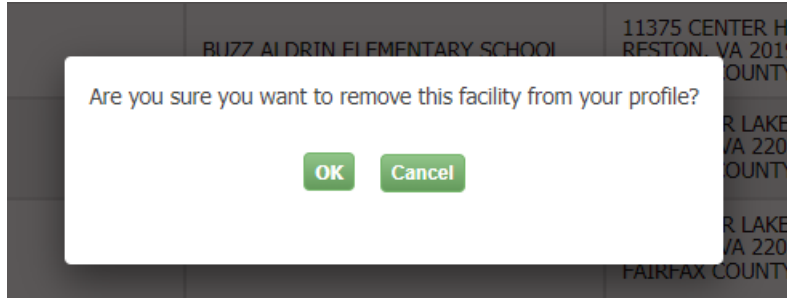 11375 CENTER H
BUZZ ALDRIN ELEMENTARY SCHOOL
RESTON, VA 201
COUNTY
Are you sure you want to remove this facility from your profile?
R LAKE
VA 220
COUNTY
OK Cancel
R LAKE
VA 220
FAIRFAX COUNTY